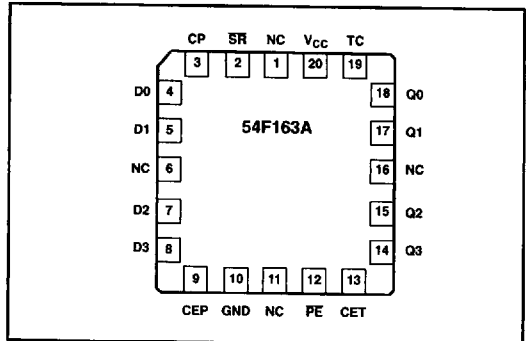 CP S̅R̅ NC VCC TC
3 2 1 20 19
D0 4 18 Q0
54F163A
D1 5 17 Q1
NC 6 16 NC
D2 7 15 Q2
D3 8 14 Q3
9 10 11 12 13
CEP GND NC P̅E̅ CET